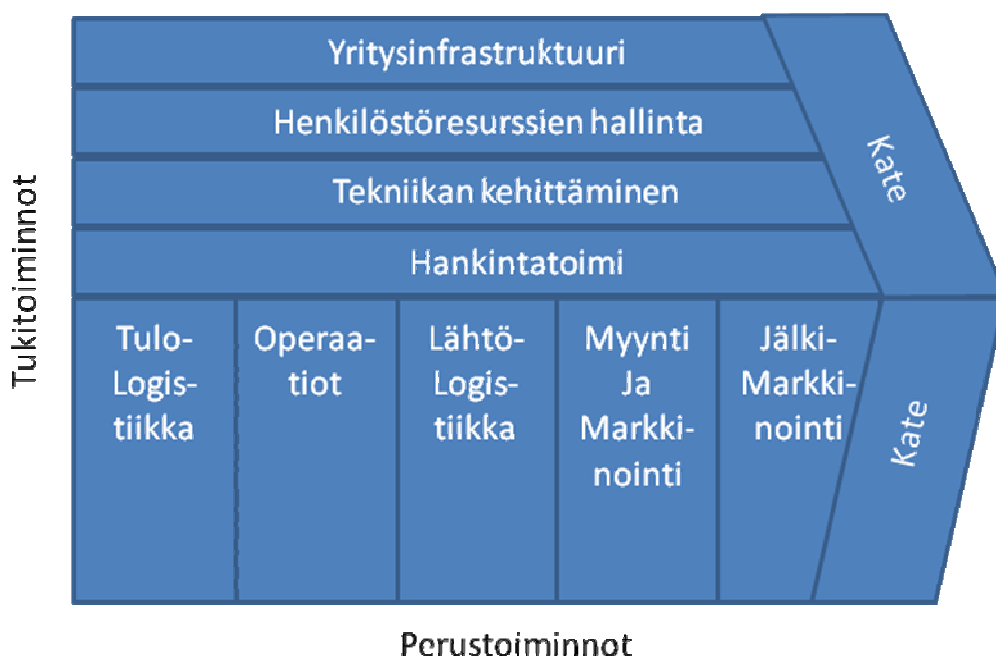 Yritysinfrastruktuuri
Henkilöstöresurssien hallinta
Tekniikan kehittäminen
Hankintatoimi
Kate
Tukitoiminnot
Tulo-
Logis-
tiikka
Operaa-
tiot
Lähtö-
Logis-
tiikka
Myynti
Ja
Markki-
nointi
Jälki-
Markki-
nointi
Kate
Perustoiminnot